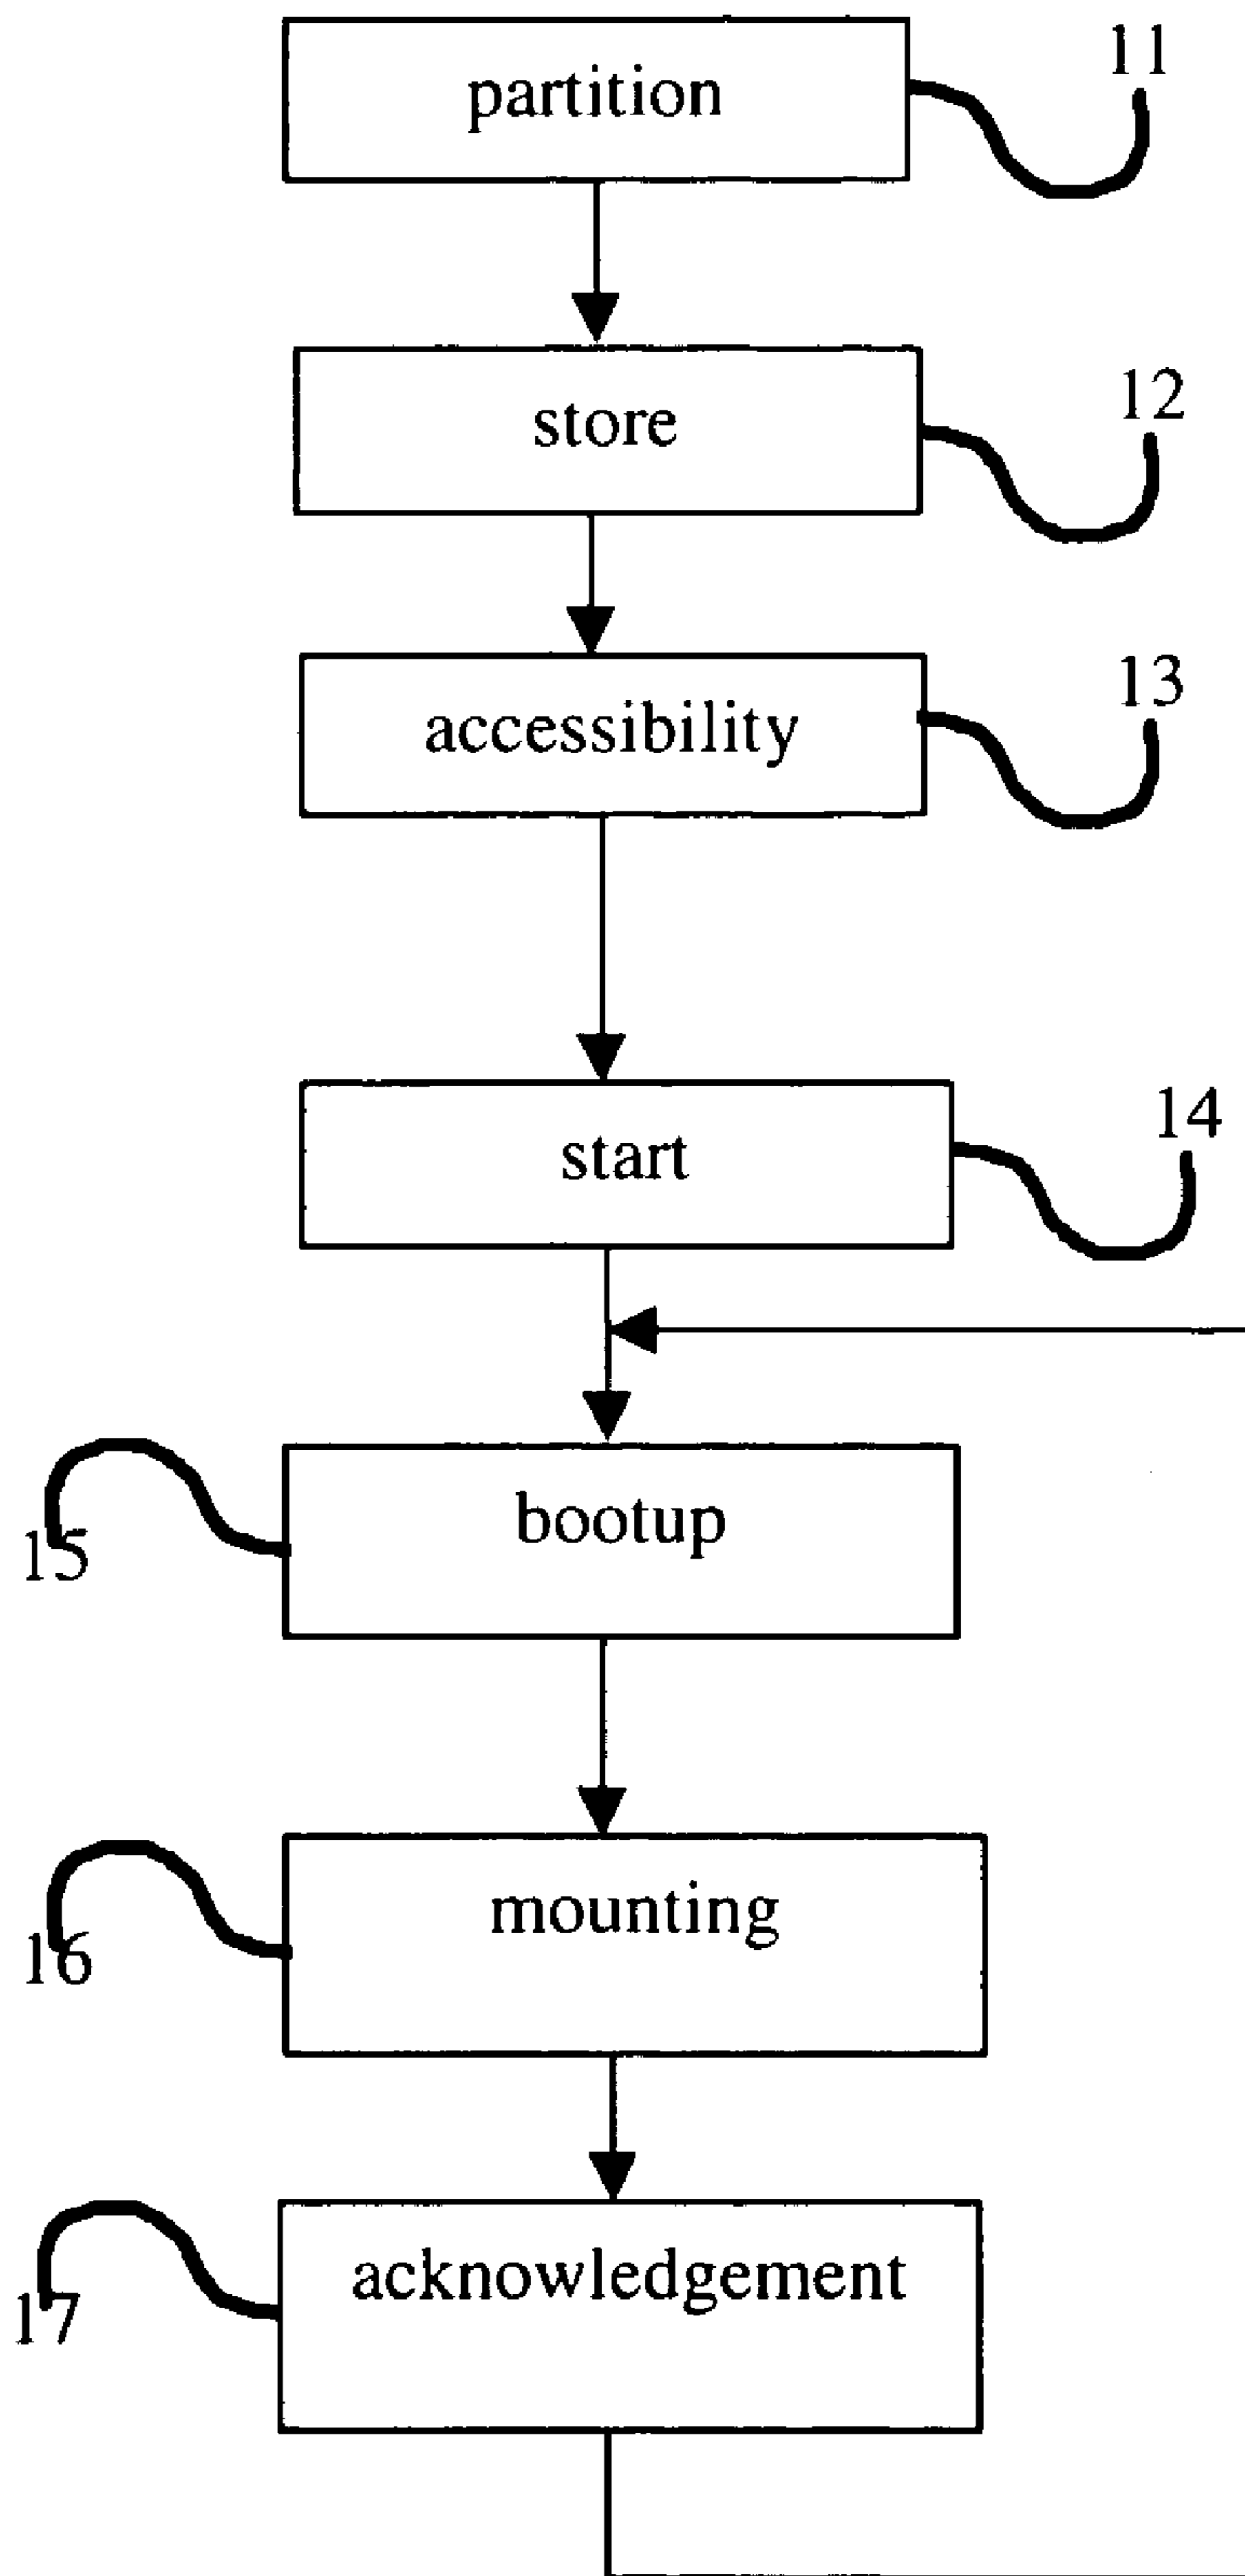 partition
11
store
12
accessibility
13
start
14
bootup
15
mounting
16
acknowledgement
17